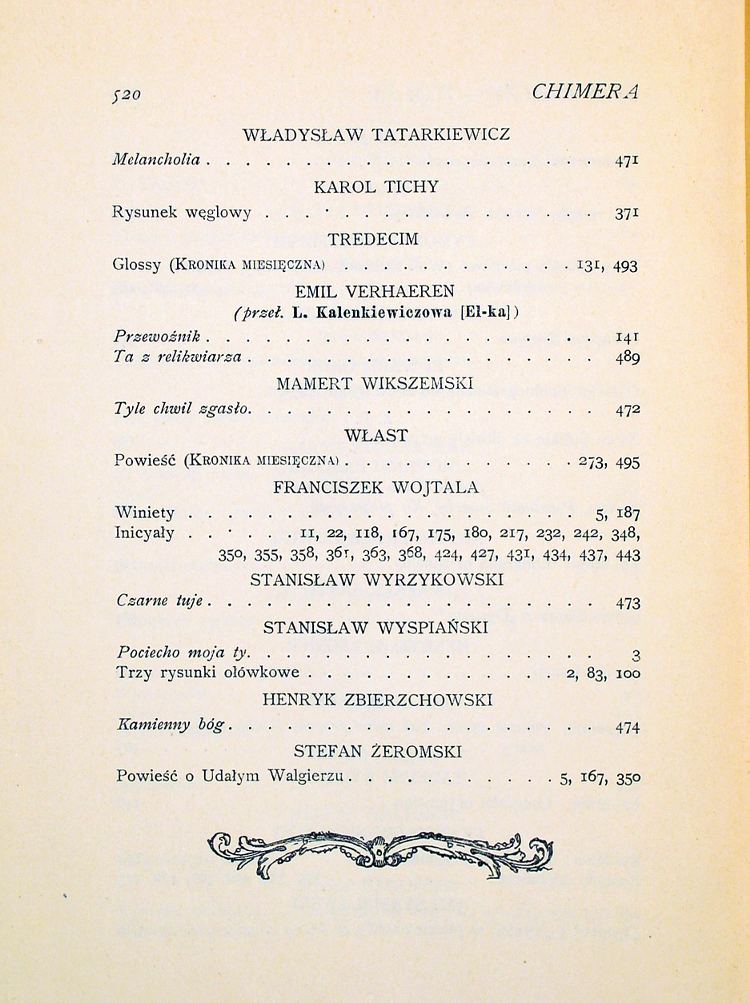 520 CHIMERA
WŁADYSŁAW TATARKIEWICZ
Melancholia . . . . . . . . . . . . . . . . . . . . 471
KAROL TICHY
Rysunek węglowy . . . . . . . . . . . . . . . . . 371
TREDECIM
Glossy (KRONIKA MIESIĘCZNA) . . . . . . . . . . . . 131, 493
EMIL VERHAEREN
(przeł. L. Kalenkiewiczowa [El-ka])
Przewoźnik . . . . . . . . . . . . . . . . . . . . 141
Ta z relikwiarza . . . . . . . . . . . . . . . . . . 489
MAMERT WIKSZEMSKI
Tyle chwil zgasło. . . . . . . . . . . . . . . . . . 472
WŁAST
Powieść (KRONIKA MIESIĘCZNA) . . . . . . . . . . . . 273, 495
FRANCISZEK WOJTALA
Winiety . . . . . . . . . . . . . . . . . . . . 5, 187
Inicyały . . . . . . 11, 22, 118, 167, 175, 180, 217, 232, 242, 348,
350, 355, 358, 361, 363, 368, 424, 427, 431, 434, 437, 443
STANISŁAW WYRZYKOWSKI
Czarne tuje . . . . . . . . . . . . . . . . . . . . 473
STANISŁAW WYSPIAŃSKI
Pociecho moja ty. . . . . . . . . . . . . . . . . . 3
Trzy rysunki ołówkowe . . . . . . . . . . . . . 2, 83, 100
HENRYK ZBIERZCHOWSKI
Kamienny bóg . . . . . . . . . . . . . . . . . . . 474
STEFAN ŻEROMSKI
Powieść o Udałym Walgierzu . . . . . . . . . . . 5, 167, 350